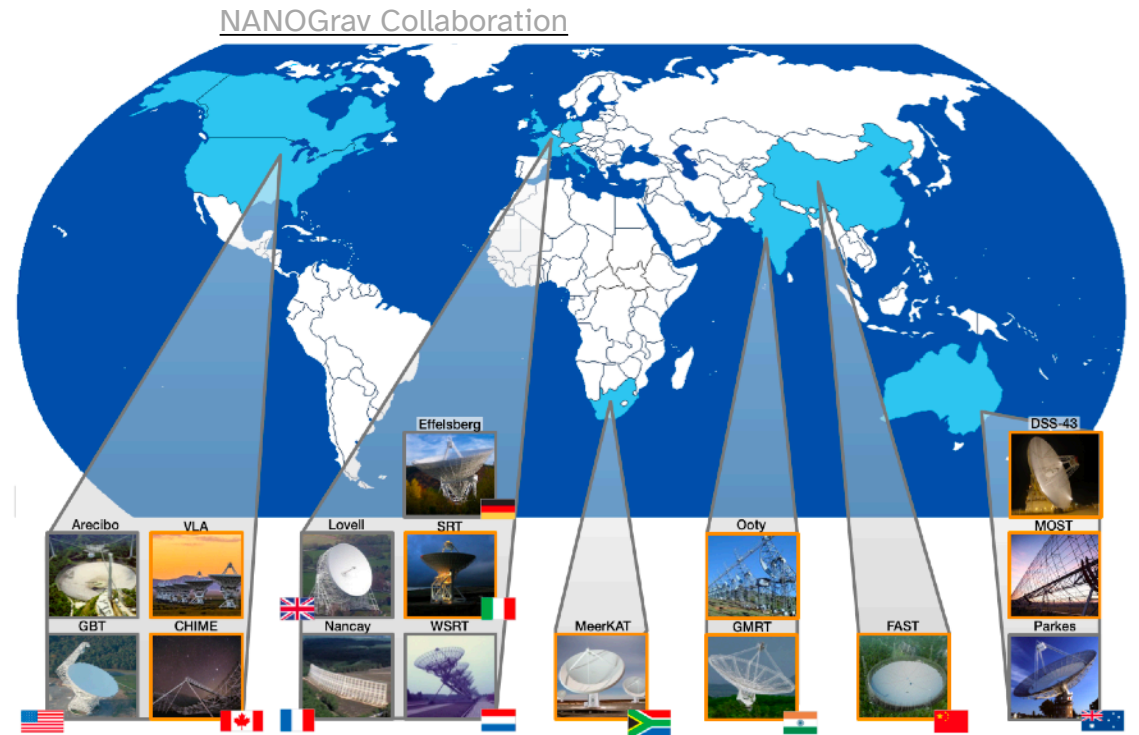 NANOGrav Collaboration
Effelsberg
DSS-43
Arecibo
VLA
Lovell
SRT
Ooty
MOST
GBT
CHIME
Nancay
WSRT
MeerKAT
GMRT
FAST
Parkes